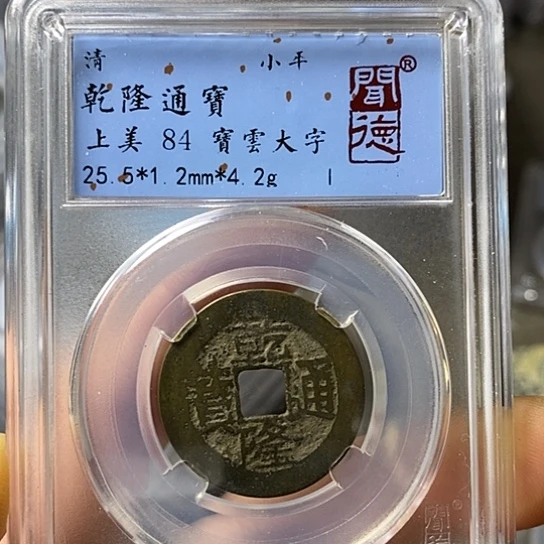 清 小平
乾隆通寶
上美 84 寶雲大字
25.5*1.2mm*4.2g
聞德®
乾隆通寶